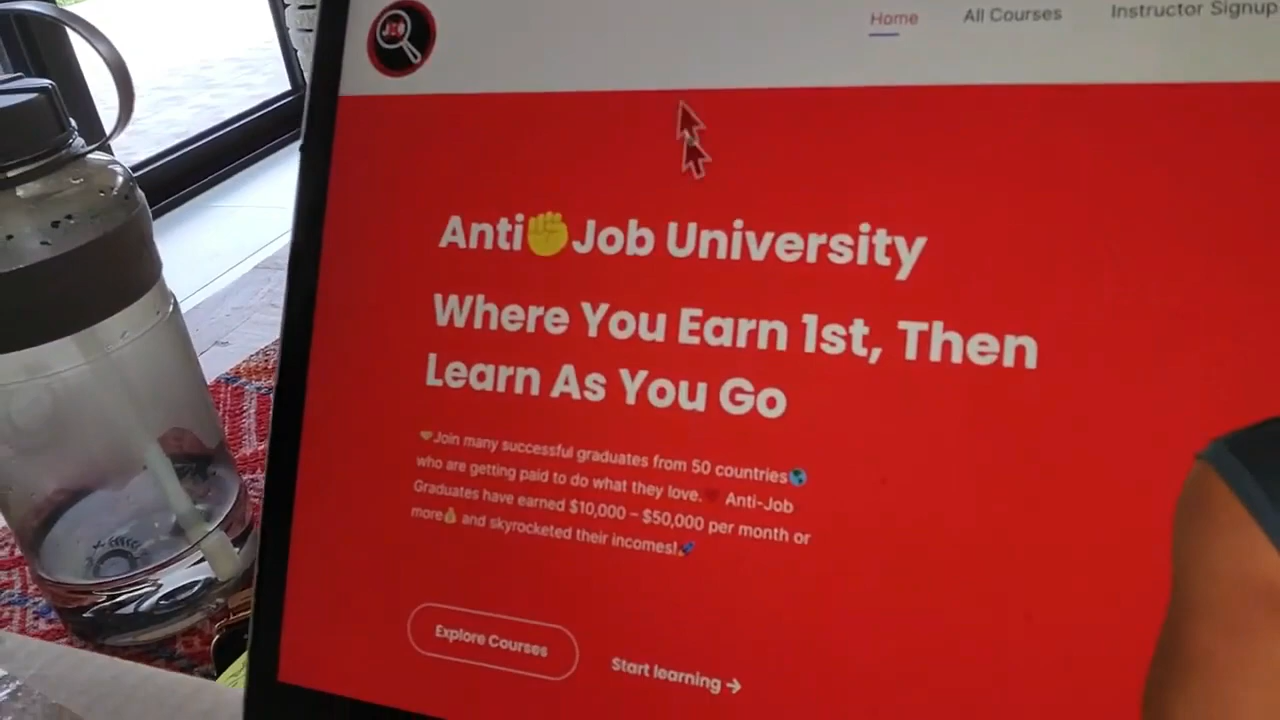 JOB
Home All Courses Instructor Signup
Anti✊Job University
Where You Earn 1st, Then
Learn As You Go
💛Join many successful graduates from 50 countries🌎
who are getting paid to do what they love.❤️ Anti-Job
Graduates have earned $10,000 – $50,000 per month or
more💰 and skyrocketed their incomes!🚀
Explore Courses
Start learning →